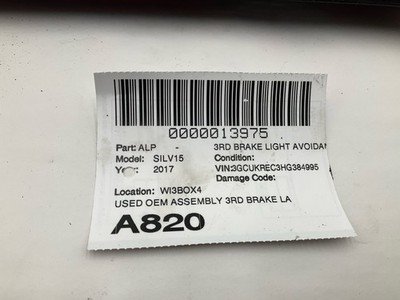 0000013975
Part: ALP - 3RD BRAKE LIGHT AVOIDAN
Model: SILV15 Condition:
Year: 2017 VIN:3GCUKREC3HG384995
Damage Code:
Location: WI3BOX4
USED OEM ASSEMBLY 3RD BRAKE LA
A820